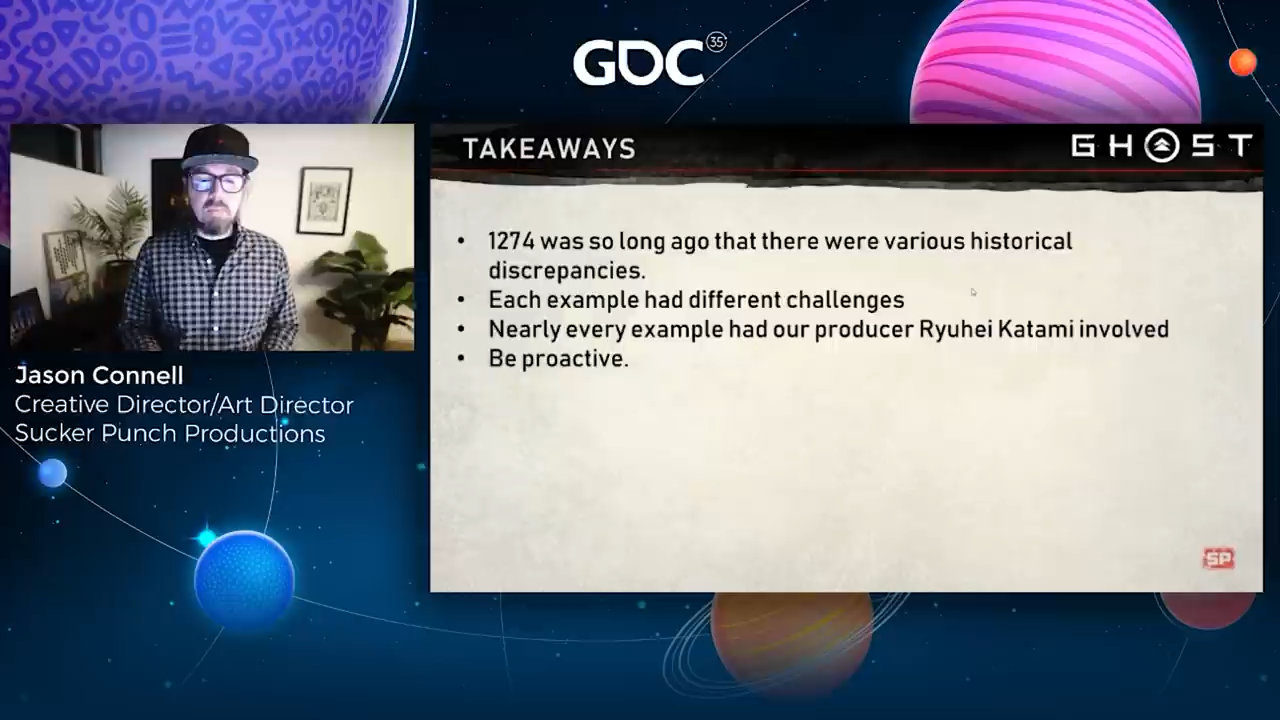 GDC 35
TAKEAWAYS
GHOST
• 1274 was so long ago that there were various historical
discrepancies.
• Each example had different challenges
• Nearly every example had our producer Ryuhei Katami involved
• Be proactive.
Jason Connell
Creative Director/Art Director
Sucker Punch Productions
SP